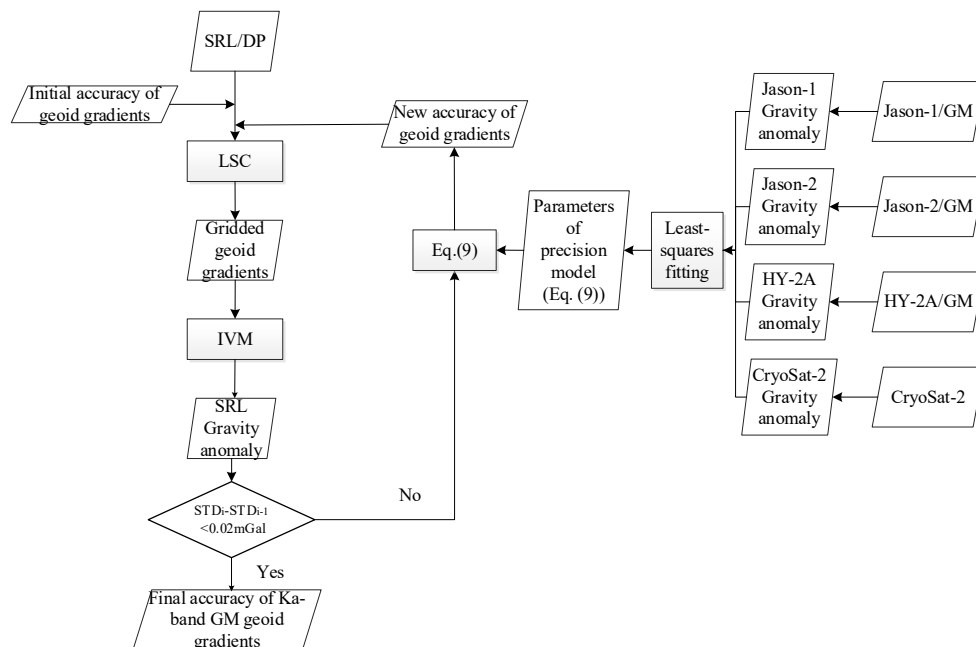 SRL/DP
Initial accuracy of
geoid gradients
New accuracy of
geoid gradients
LSC
Gridded
geoid
gradients
IVM
SRL
Gravity
anomaly
STDi-STDi-1
<0.02mGal
No
Yes
Final accuracy of Ka-
band GM geoid
gradients
Eq.(9)
Parameters
of
precision
model
(Eq. (9))
Least-
squares
fitting
Jason-1
Gravity
anomaly
Jason-1/GM
Jason-2
Gravity
anomaly
Jason-2/GM
HY-2A
Gravity
anomaly
HY-2A/GM
CryoSat-2
Gravity
anomaly
CryoSat-2